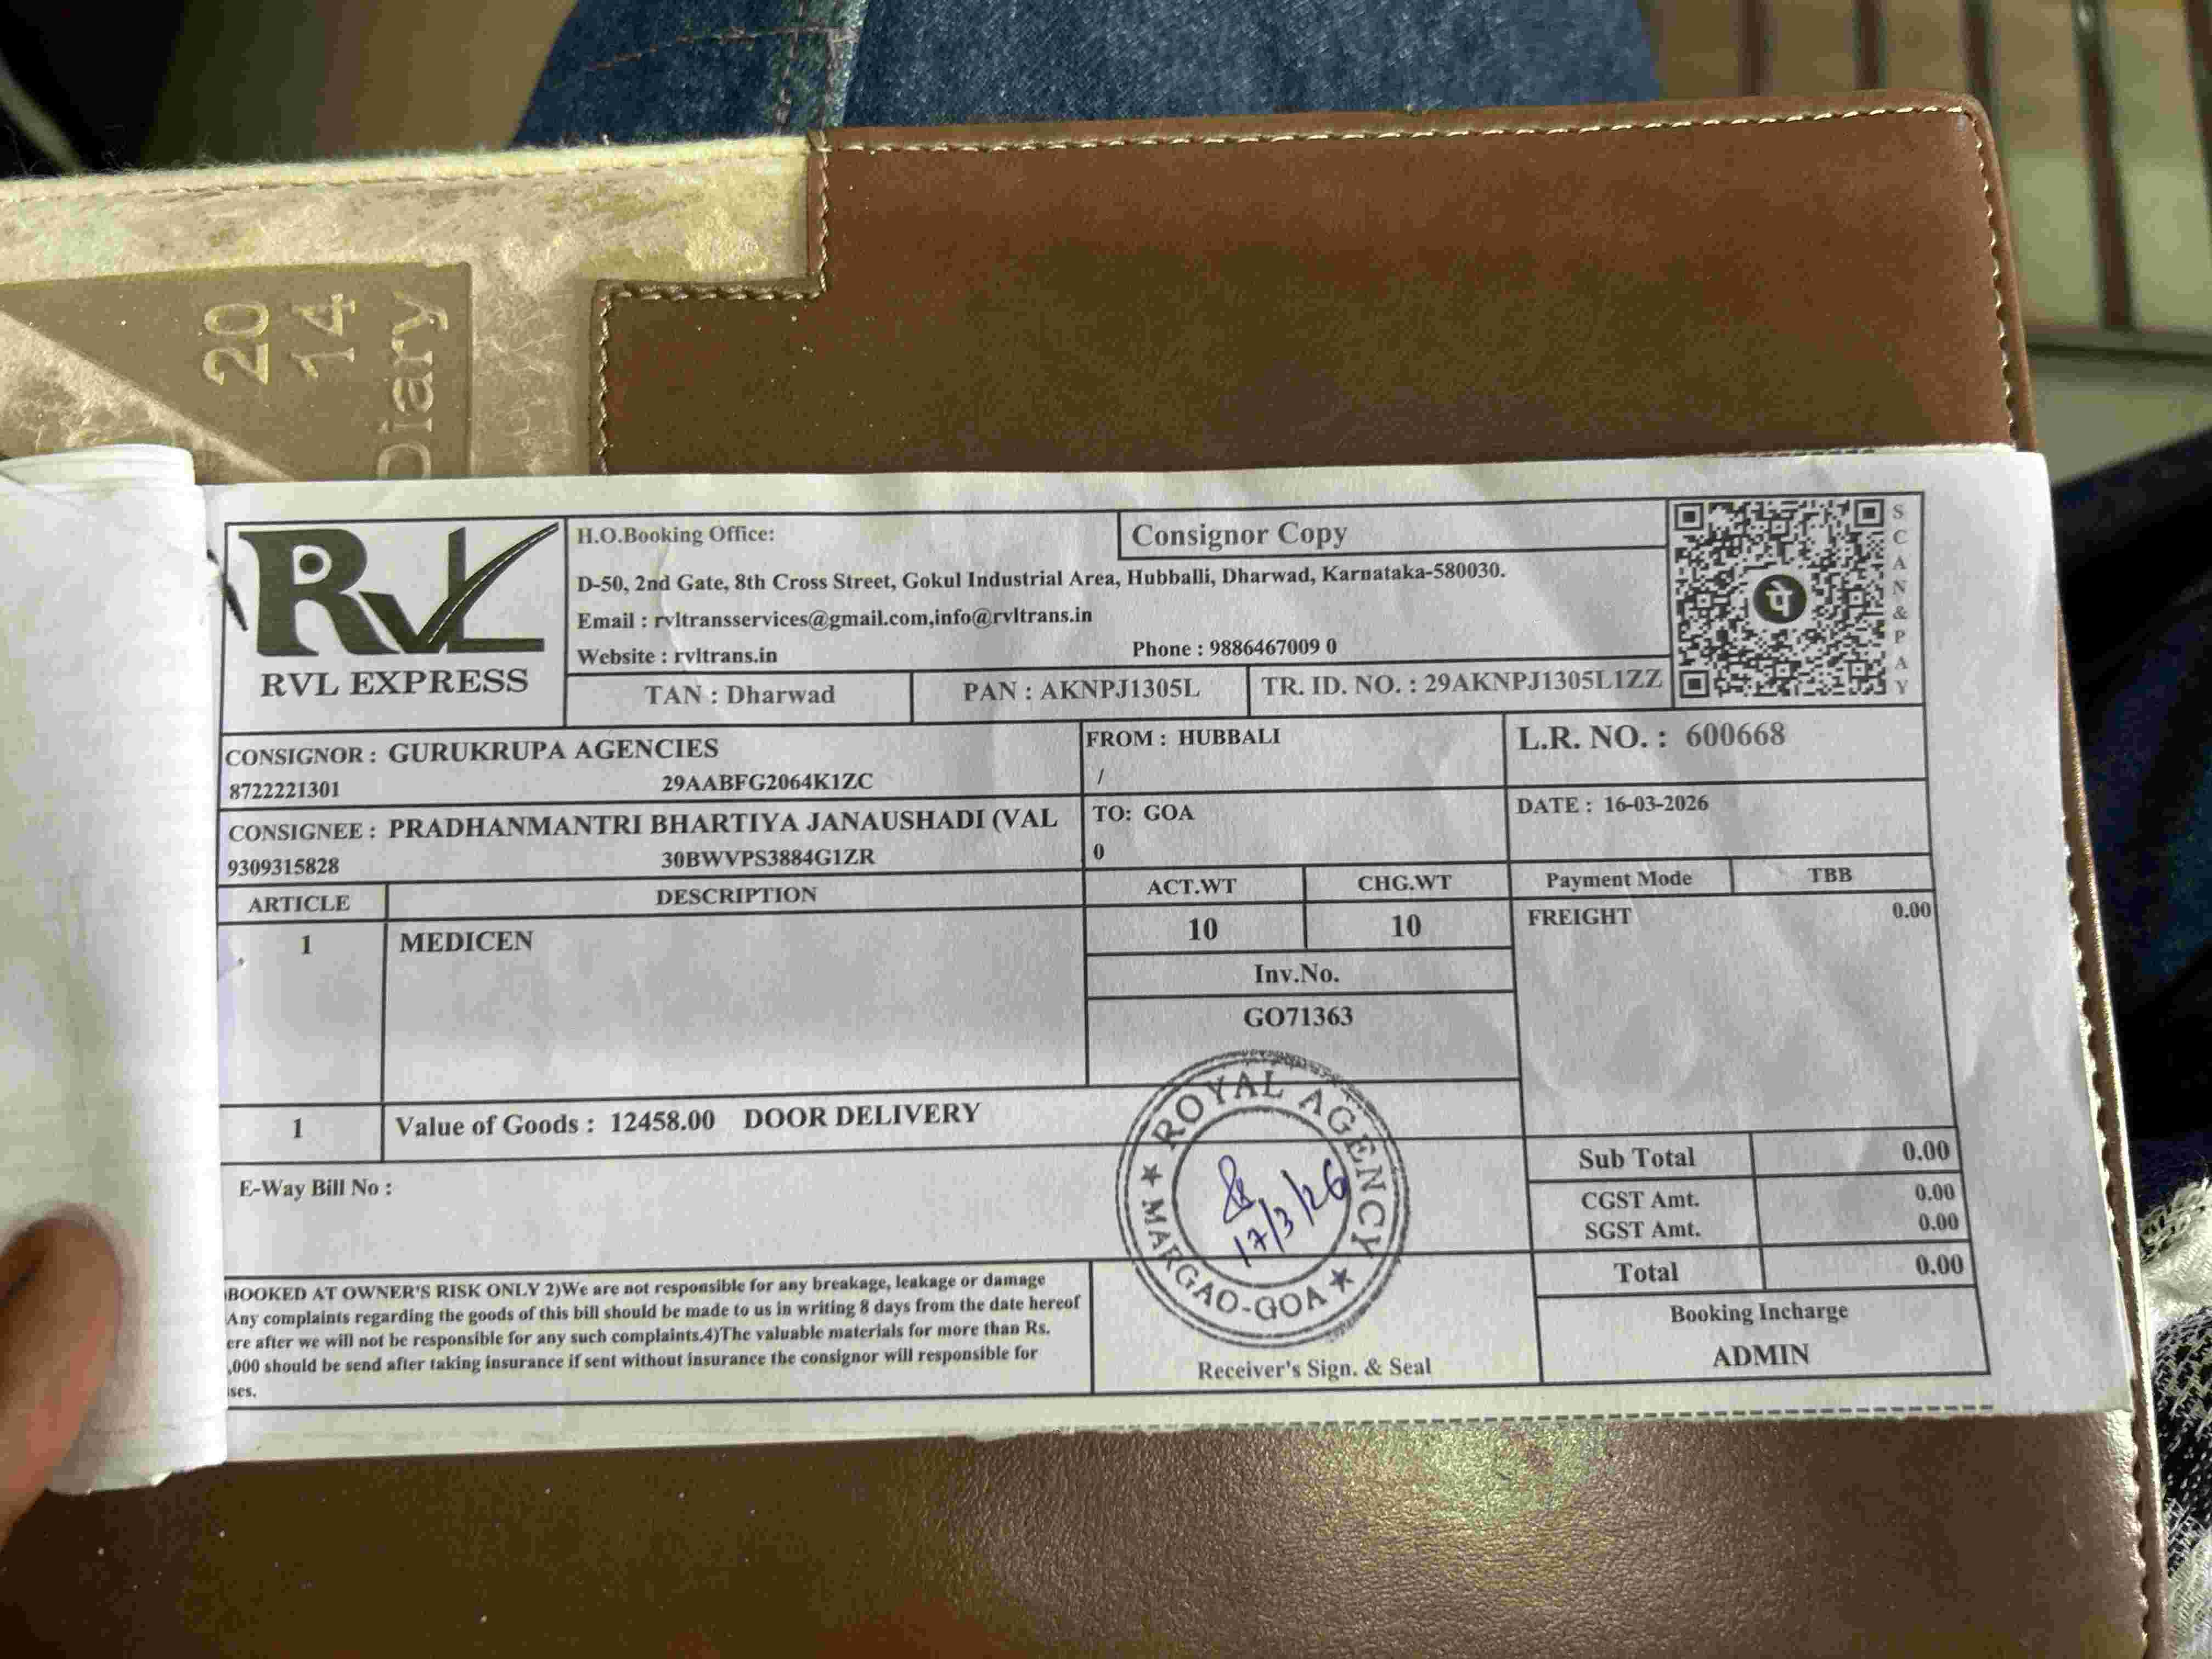 20
14
Diary
RVL
RVL EXPRESS
H.O.Booking Office:
Consignor Copy
D-50, 2nd Gate, 8th Cross Street, Gokul Industrial Area, Hubballi, Dharwad, Karnataka-580030.
Email : rvltransservices@gmail.com,info@rvltrans.in
Website : rvltrans.in
Phone : 9886467009 0
TAN : Dharwad
PAN : AKNPJ1305L
TR. ID. NO. : 29AKNPJ1305L1ZZ
पे
SCAN&PAY
CONSIGNOR : GURUKRUPA AGENCIES
8722221301 29AABFG2064K1ZC
FROM : HUBBALI
/
L.R. NO. : 600668
CONSIGNEE : PRADHANMANTRI BHARTIYA JANAUSHADI (VAL
9309315828 30BWVPS3884G1ZR
TO: GOA
0
DATE : 16-03-2026
ARTICLE DESCRIPTION ACT.WT CHG.WT Payment Mode TBB
1 MEDICEN 10 10 FREIGHT 0.00
Inv.No.
GO71363
1 Value of Goods : 12458.00 DOOR DELIVERY
E-Way Bill No :
ROYAL AGENCY
★ MARGAO-GOA ★
17/3/26
Sub Total 0.00
CGST Amt. 0.00
SGST Amt. 0.00
Total 0.00
BOOKED AT OWNER'S RISK ONLY 2)We are not responsible for any breakage, leakage or damage
Any complaints regarding the goods of this bill should be made to us in writing 8 days from the date hereof
ere after we will not be responsible for any such complaints.4)The valuable materials for more than Rs.
,000 should be send after taking insurance if sent without insurance the consignor will responsible for
ses.
Receiver's Sign. & Seal
Booking Incharge
ADMIN